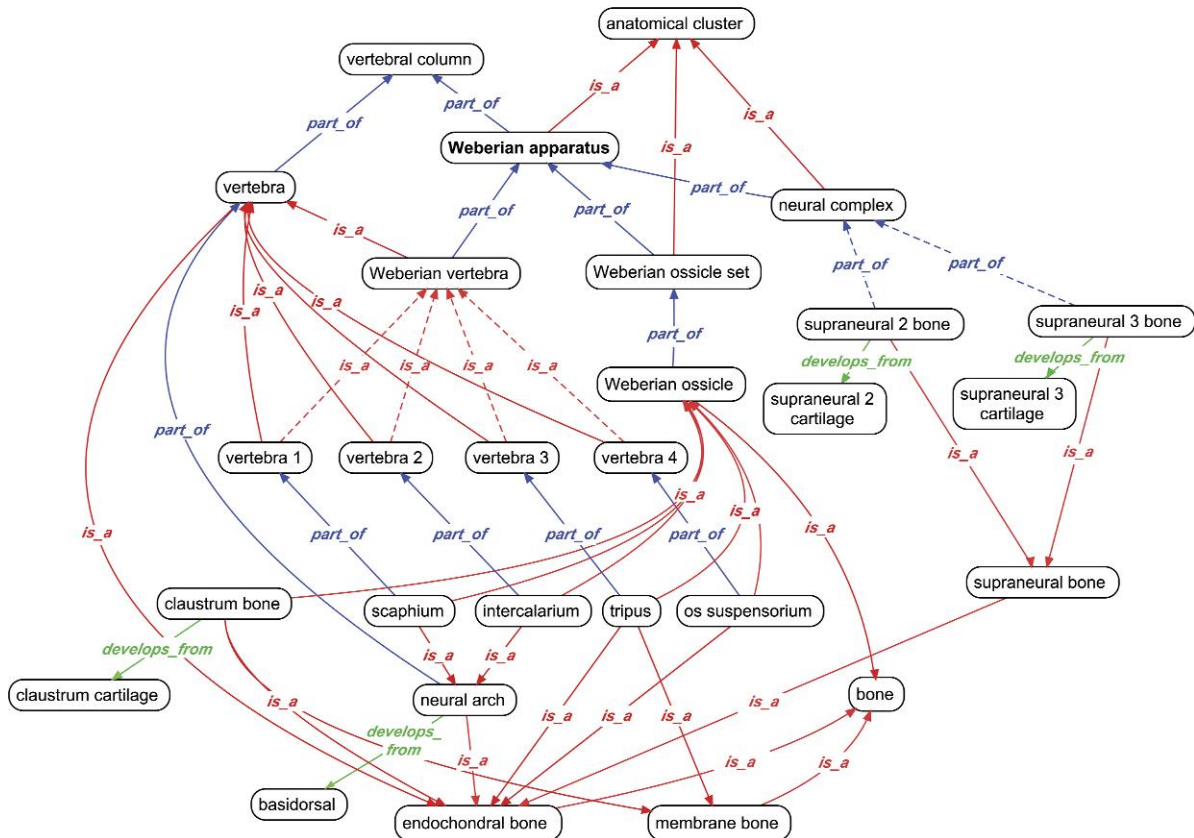 anatomical cluster
vertebral column
is_a
part_of
part_of
is_a
Weberian apparatus
is_a
vertebra
part_of
neural complex
is_a
part_of
part_of
Weberian vertebra
Weberian ossicle set
part_of
part_of
is_a
is_a
supraneural 2 bone
supraneural 3 bone
part_of
develops_from
develops_from
is_a
is_a
is_a
is_a
Weberian ossicle
supraneural 2
cartilage
supraneural 3
cartilage
part_of
vertebra 1
vertebra 2
vertebra 3
vertebra 4
is_a
is_a
is_a
is_a
is_a
is_a
part_of
part_of
part_of
part_of
supraneural bone
claustrum bone
scaphium
intercalarium
tripus
os suspensorium
develops_from
is_a
is_a
claustrum cartilage
neural arch
bone
is_a
is_a
is_a
is_a
develops_
from
is_a
is_a
basidorsal
endochondral bone
membrane bone